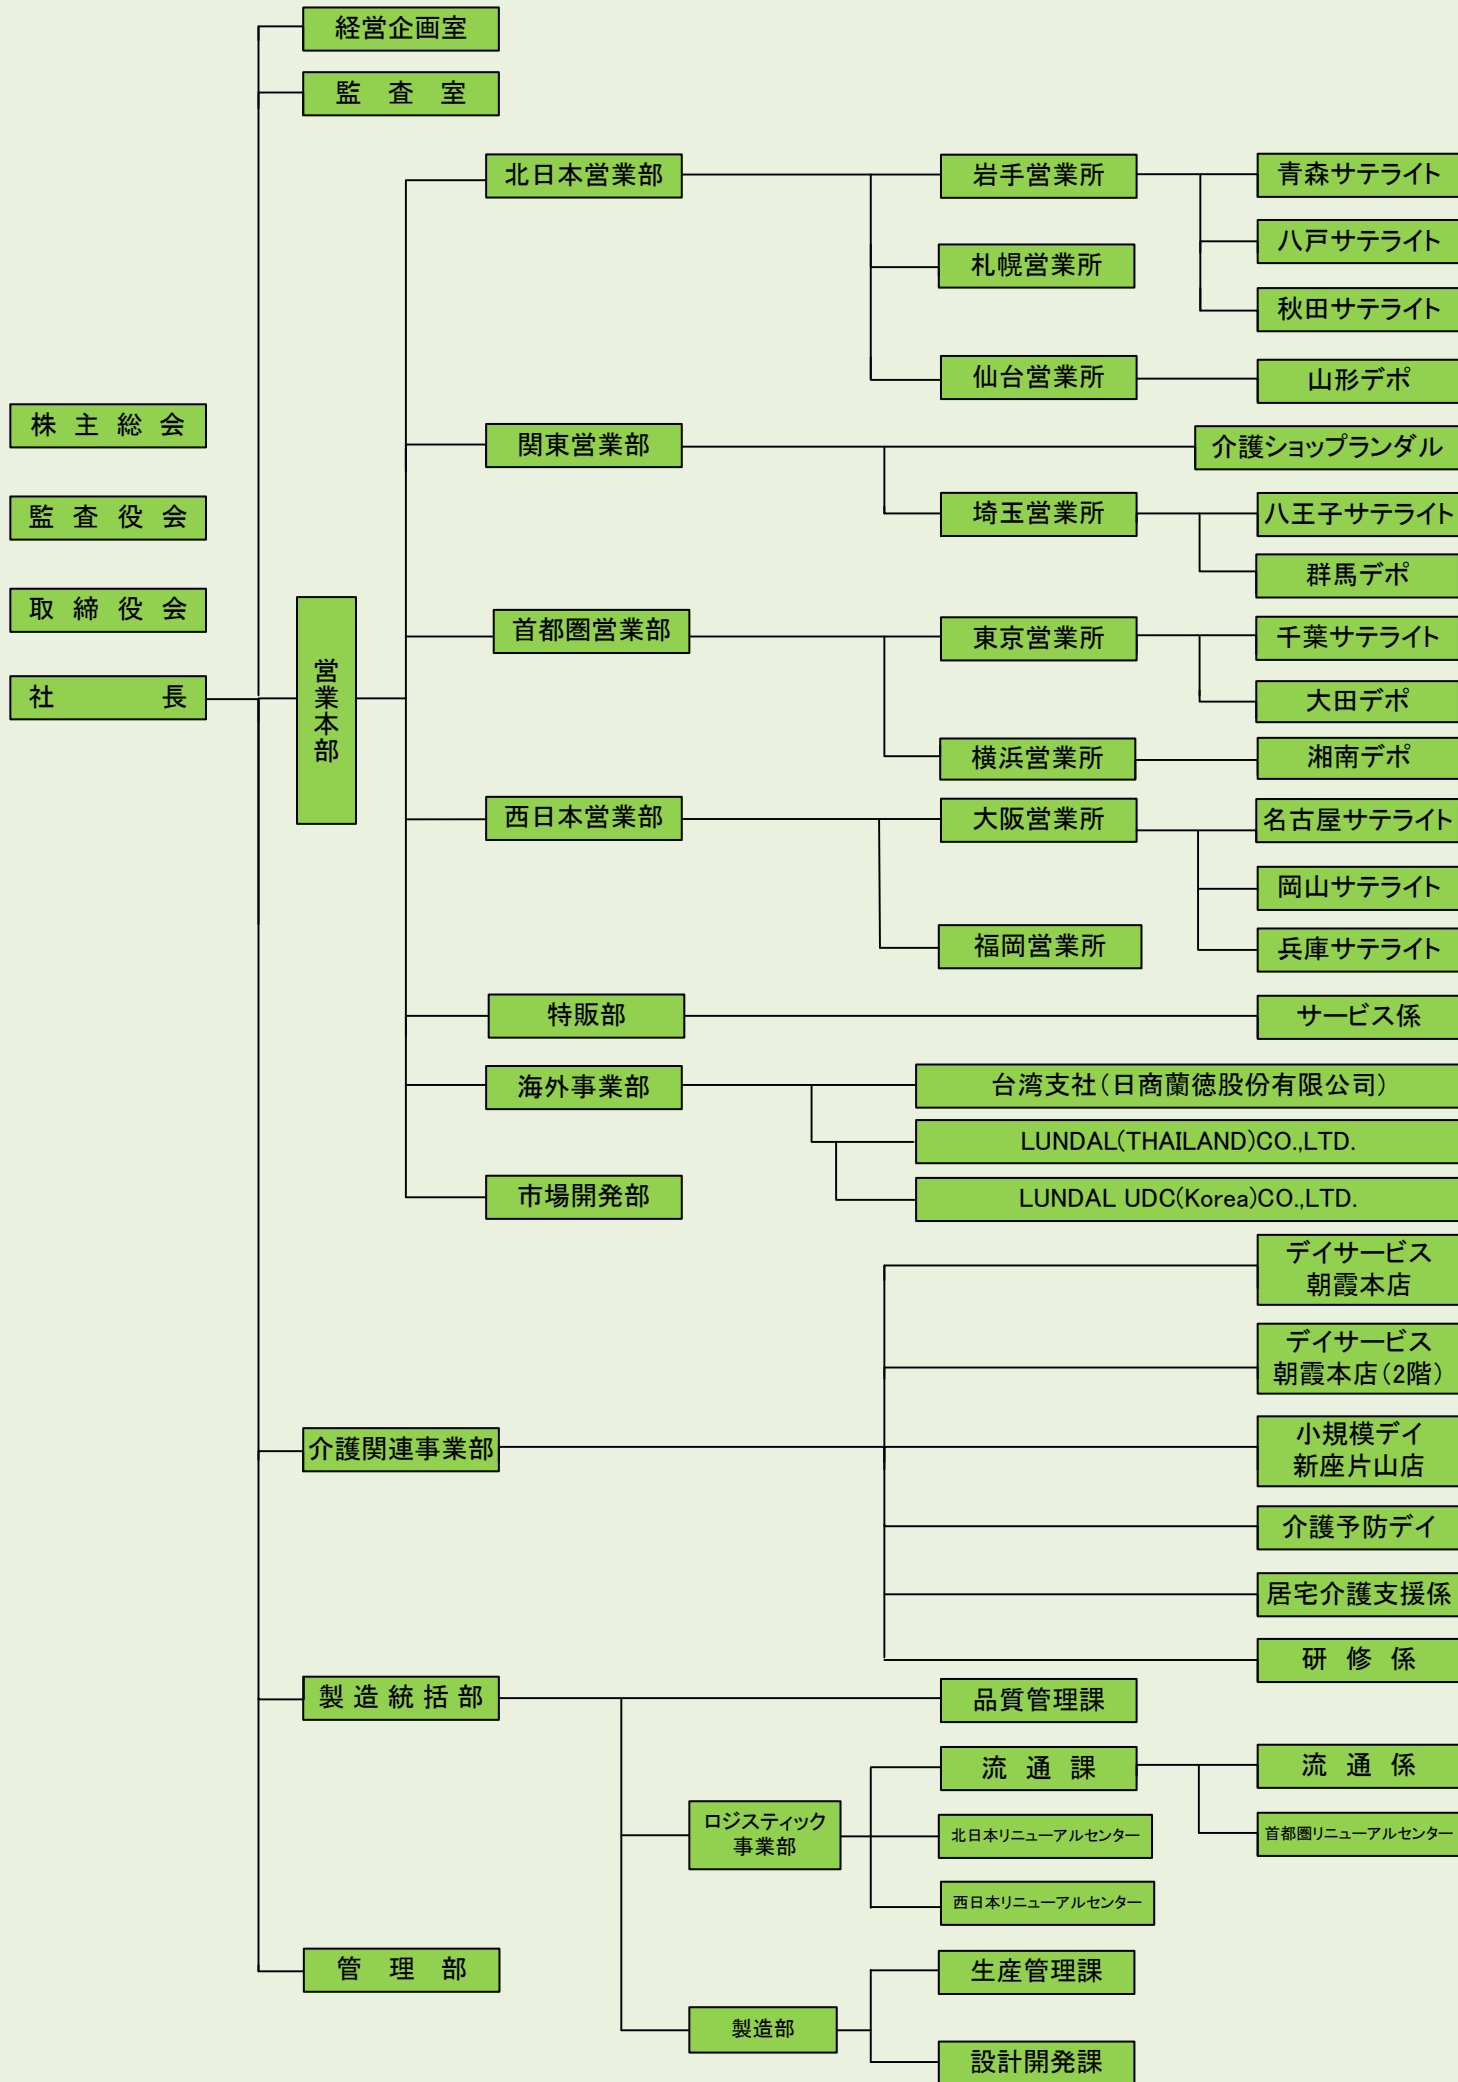 経営企画室
監 査 室
北日本営業部
岩手営業所
青森サテライト
八戸サテライト
札幌営業所
秋田サテライト
仙台営業所
山形デポ
株 主 総 会
関東営業部
介護ショップランダル
監 査 役 会
埼玉営業所
八王子サテライト
群馬デポ
取 締 役 会
首都圏営業部
東京営業所
千葉サテライト
社 長
営業本部
大田デポ
横浜営業所
湘南デポ
西日本営業部
大阪営業所
名古屋サテライト
岡山サテライト
福岡営業所
兵庫サテライト
特販部
サービス係
海外事業部
台湾支社(日商蘭徳股份有限公司)
LUNDAL(THAILAND)CO.,LTD.
市場開発部
LUNDAL UDC(Korea)CO.,LTD.
デイサービス
朝霞本店
デイサービス
朝霞本店(2階)
介護関連事業部
小規模デイ
新座片山店
介護予防デイ
居宅介護支援係
研 修 係
製 造 統 括 部
品質管理課
流 通 課
流 通 係
ロジスティック
事業部
北日本リニューアルセンター
首都圏リニューアルセンター
西日本リニューアルセンター
管 理 部
生産管理課
製造部
設計開発課